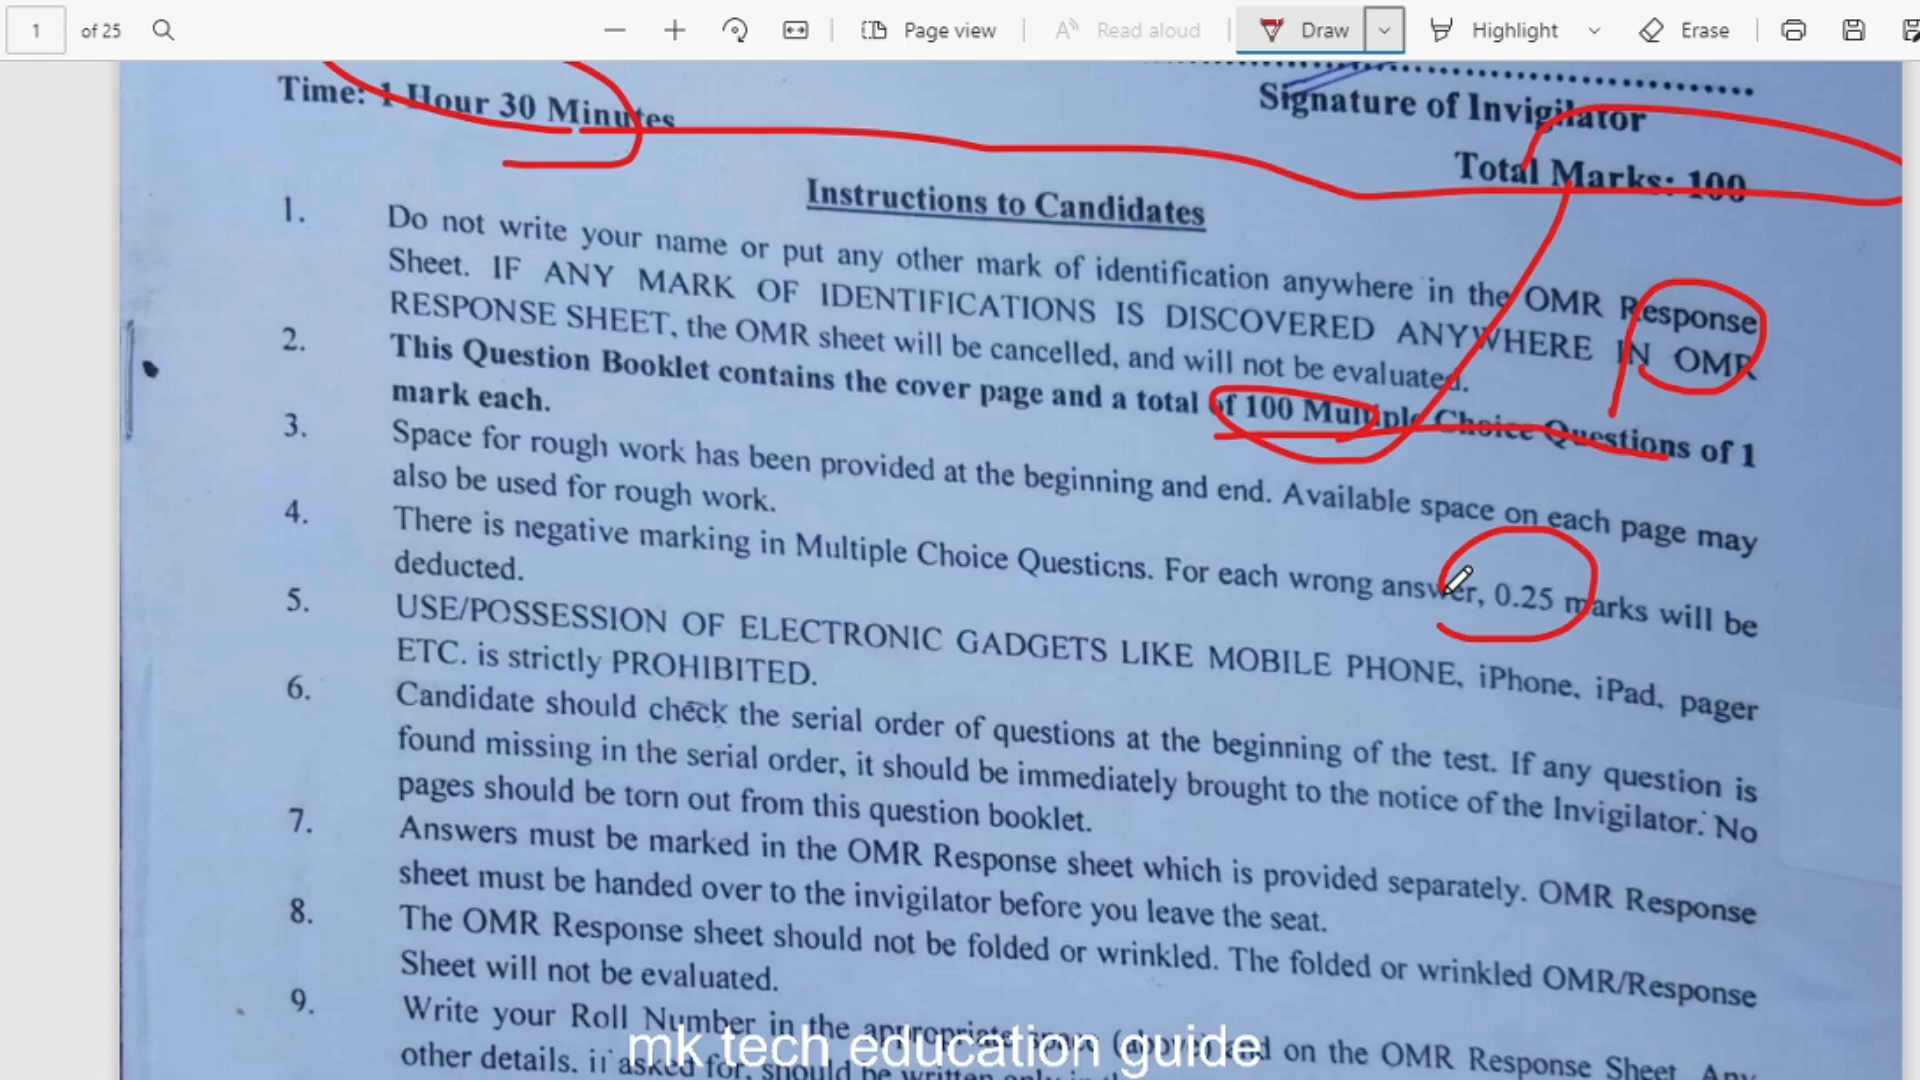 1 of 25 Page view Read aloud Draw Highlight Erase
Time: 1 Hour 30 Minutes
Signature of Invigilator
Total Marks: 100
Instructions to Candidates
1. Do not write your name or put any other mark of identification anywhere in the OMR Response
Sheet. IF ANY MARK OF IDENTIFICATIONS IS DISCOVERED ANYWHERE IN OMR
RESPONSE SHEET, the OMR sheet will be cancelled, and will not be evaluated.
2. This Question Booklet contains the cover page and a total of 100 Multiple Choice Questions of 1
mark each.
3. Space for rough work has been provided at the beginning and end. Available space on each page may
also be used for rough work.
4. There is negative marking in Multiple Choice Questions. For each wrong answer, 0.25 marks will be
deducted.
5. USE/POSSESSION OF ELECTRONIC GADGETS LIKE MOBILE PHONE, iPhone, iPad, pager
ETC. is strictly PROHIBITED.
6. Candidate should check the serial order of questions at the beginning of the test. If any question is
found missing in the serial order, it should be immediately brought to the notice of the Invigilator. No
pages should be torn out from this question booklet.
7. Answers must be marked in the OMR Response sheet which is provided separately. OMR Response
sheet must be handed over to the invigilator before you leave the seat.
8. The OMR Response sheet should not be folded or wrinkled. The folded or wrinkled OMR/Response
Sheet will not be evaluated.
9. Write your Roll Number in the appropriate space (above) and on the OMR Response Sheet. Any
other details, if asked for, should be written only in
mk tech education guide